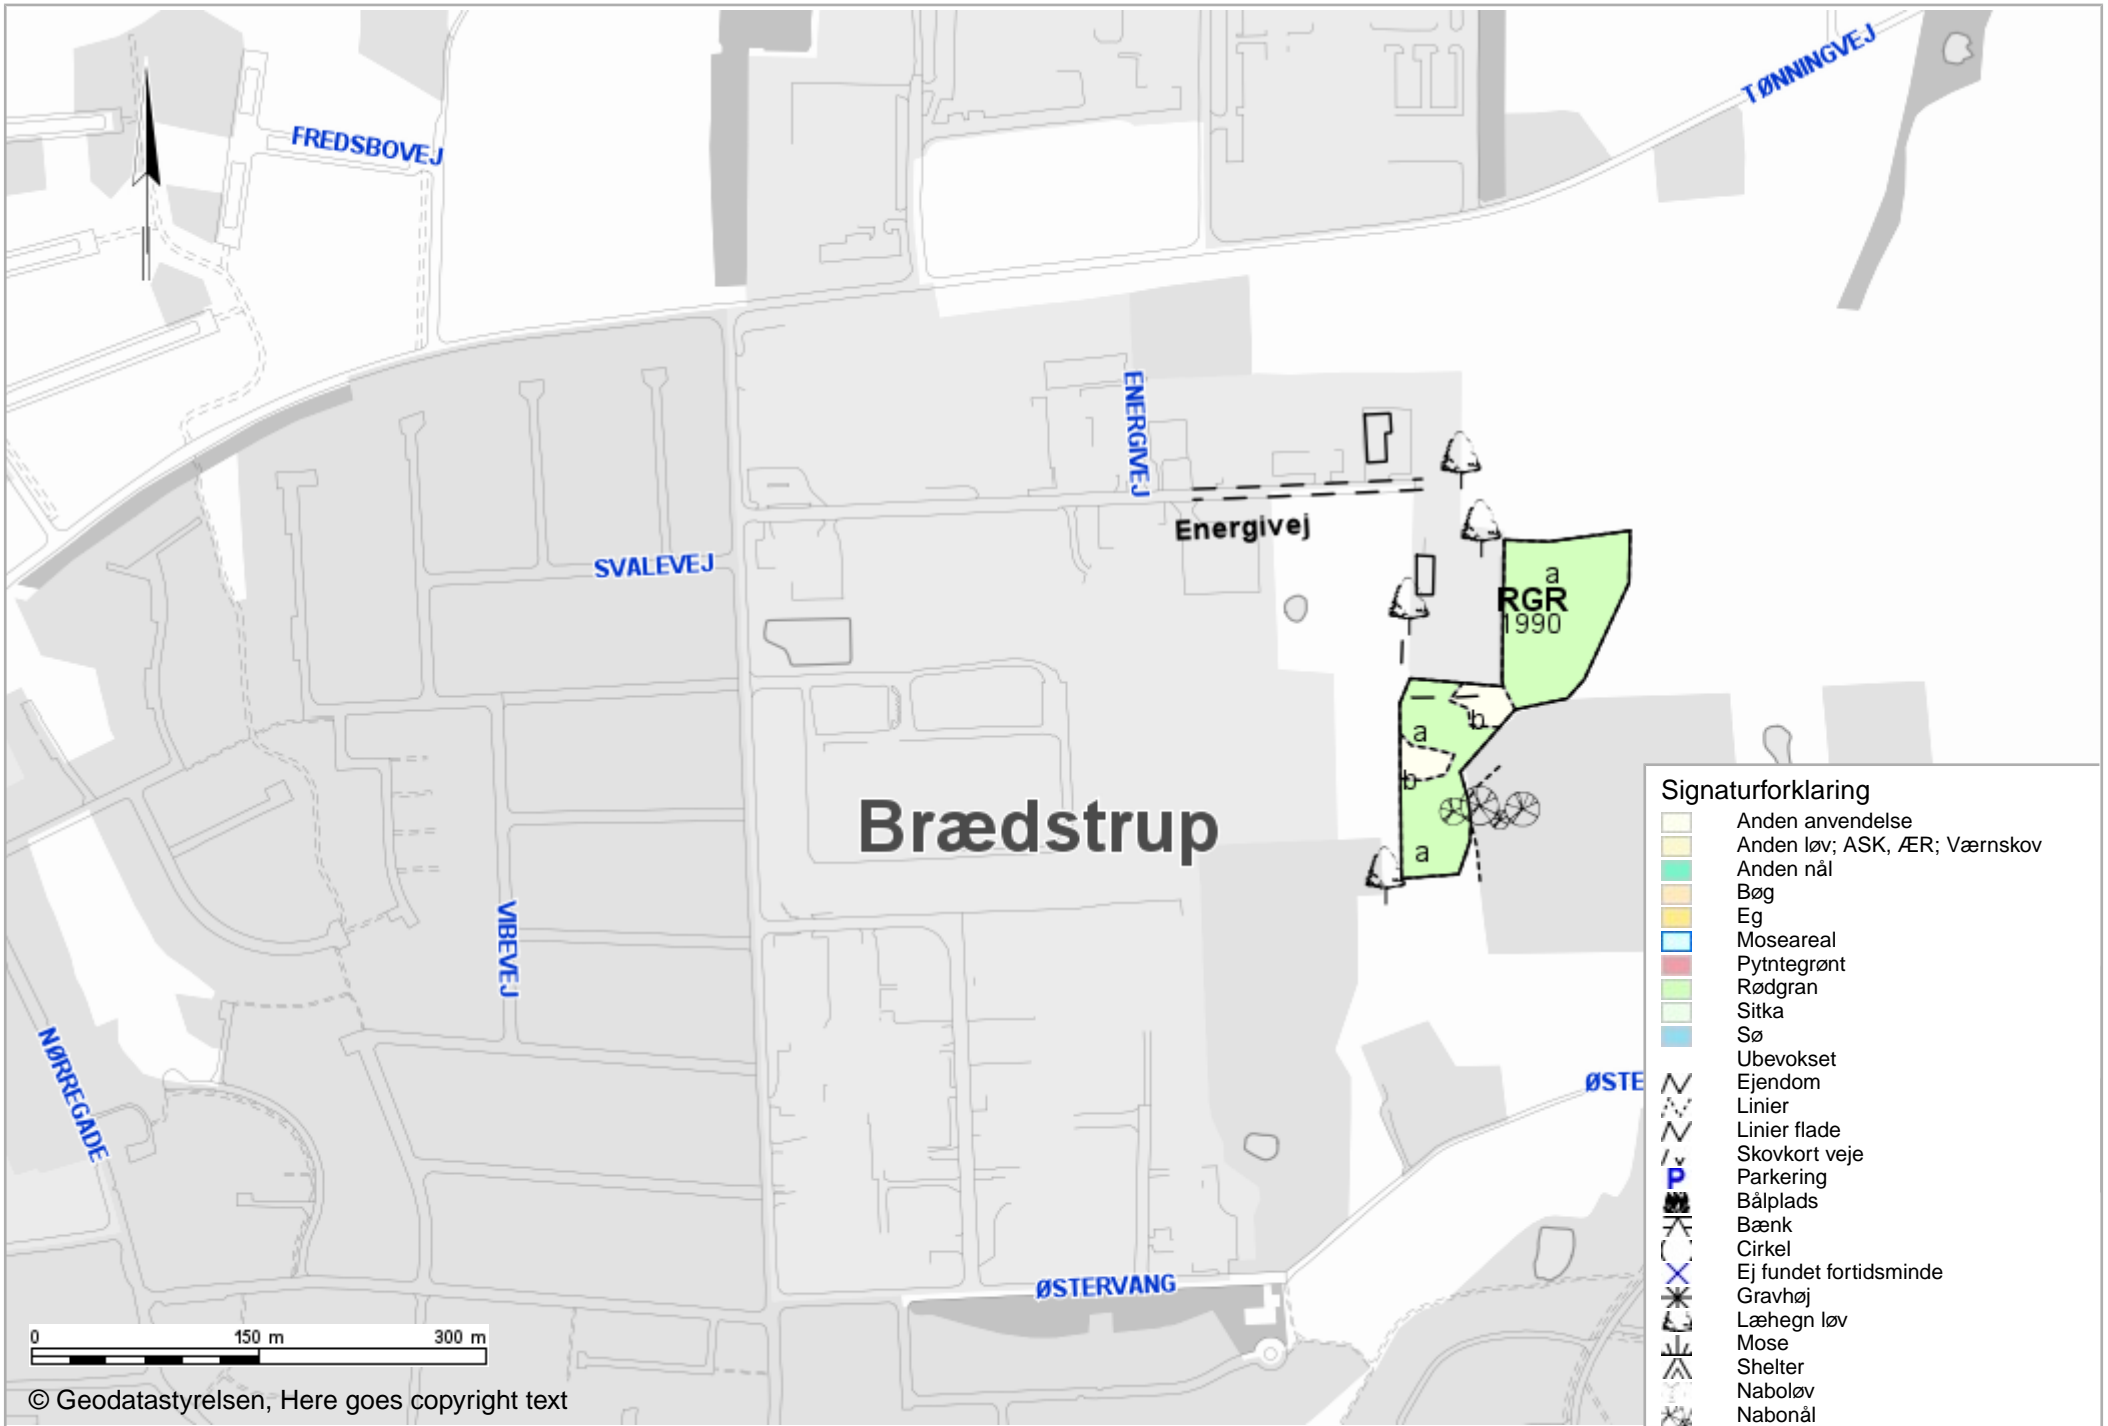 TØNNINGVEJ
FREDSBOVEJ
ENERGIVEJ
Energivej
SVALEVEJ
a
RGR
1990
b
a
b
a
Brædstrup
VIBEVEJ
NØRREGADE
ØSTE
ØSTERVANG
0 150 m 300 m
© Geodatastyrelsen, Here goes copyright text
Signaturforklaring
Anden anvendelse
Anden løv; ASK, ÆR; Værnskov
Anden nål
Bøg
Eg
Moseareal
Pytntegrønt
Rødgran
Sitka
Sø
Ubevokset
Ejendom
Linier
Linier flade
Skovkort veje
P Parkering
Bålplads
Bænk
Cirkel
Ej fundet fortidsminde
Gravhøj
Læhegn løv
Mose
Shelter
Naboløv
Nabonål